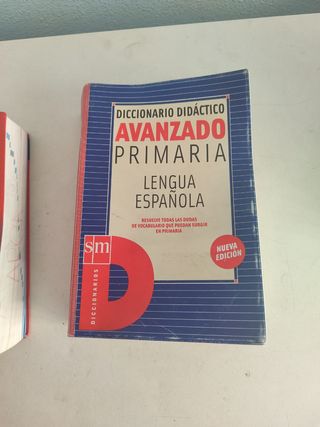 DICCIONARIO DIDÁCTICO
AVANZADO
PRIMARIA
LENGUA
ESPAÑOLA
RESUELVE TODAS LAS DUDAS
DE VOCABULARIO QUE PUEDAN SURGIR
EN PRIMARIA
NUEVA
EDICIÓN
sm
DICCIONARIOS